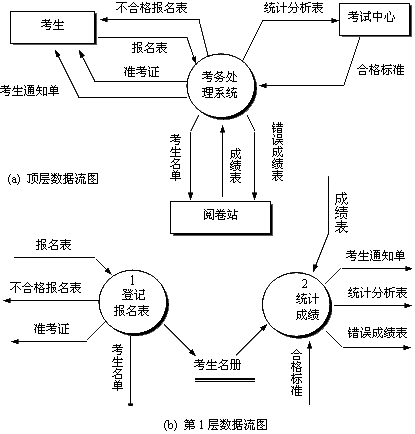 不合格报名表
统计分析表
考生
考试中心
报名表
准考证
考务处
理系统
合格标准
考生通知单
考生名单
成绩表
错误成绩表
(a) 顶层数据流图
阅卷站
成绩表
报名表
考生通知单
1
登记
报名表
2
统计
成绩
不合格报名表
统计分析表
准考证
错误成绩表
考生名单
考生名册
合格标准
(b) 第1层数据流图